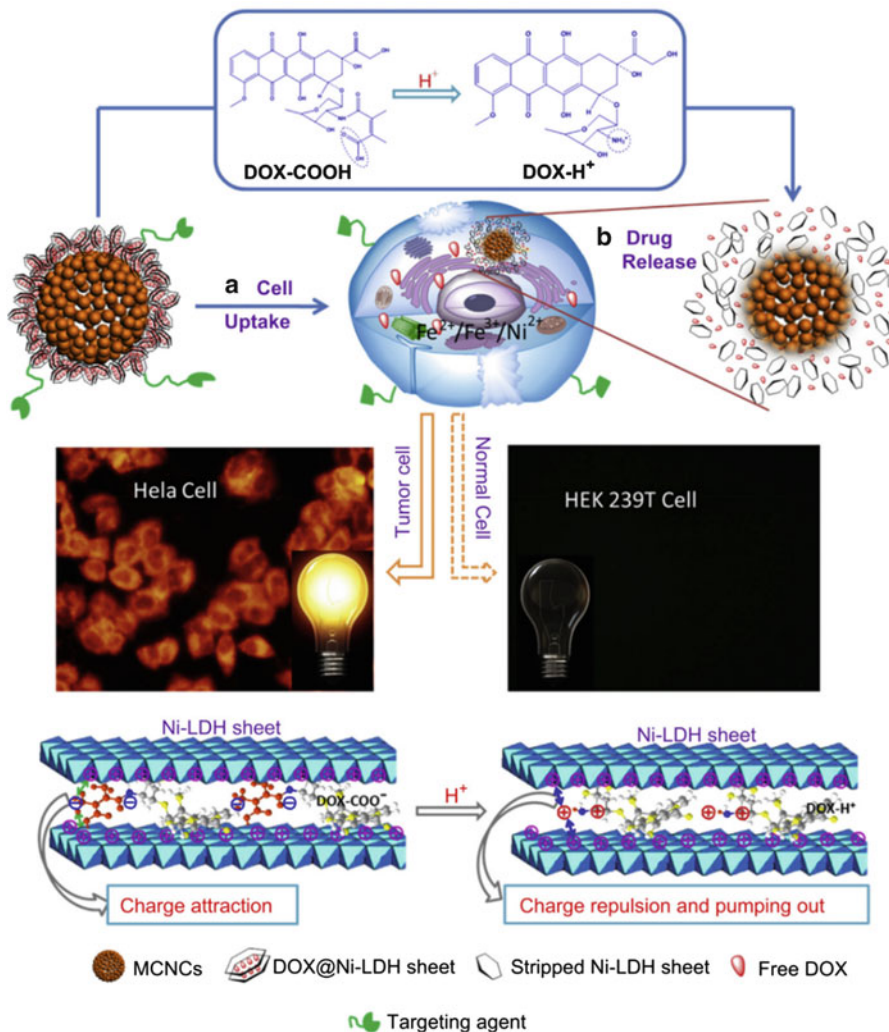 H⁺
DOX-COOH
DOX-H⁺
a Cell
Uptake
Fe²⁺/Fe³⁺/Ni²⁺
b Drug
Release
Hela Cell
Tumor cell
Normal Cell
HEK 239T Cell
Ni-LDH sheet
Ni-LDH sheet
DOX-COO⁻
H⁺
DOX-H⁺
Charge attraction
Charge repulsion and pumping out
MCNCs
DOX@Ni-LDH sheet
Stripped Ni-LDH sheet
Free DOX
Targeting agent